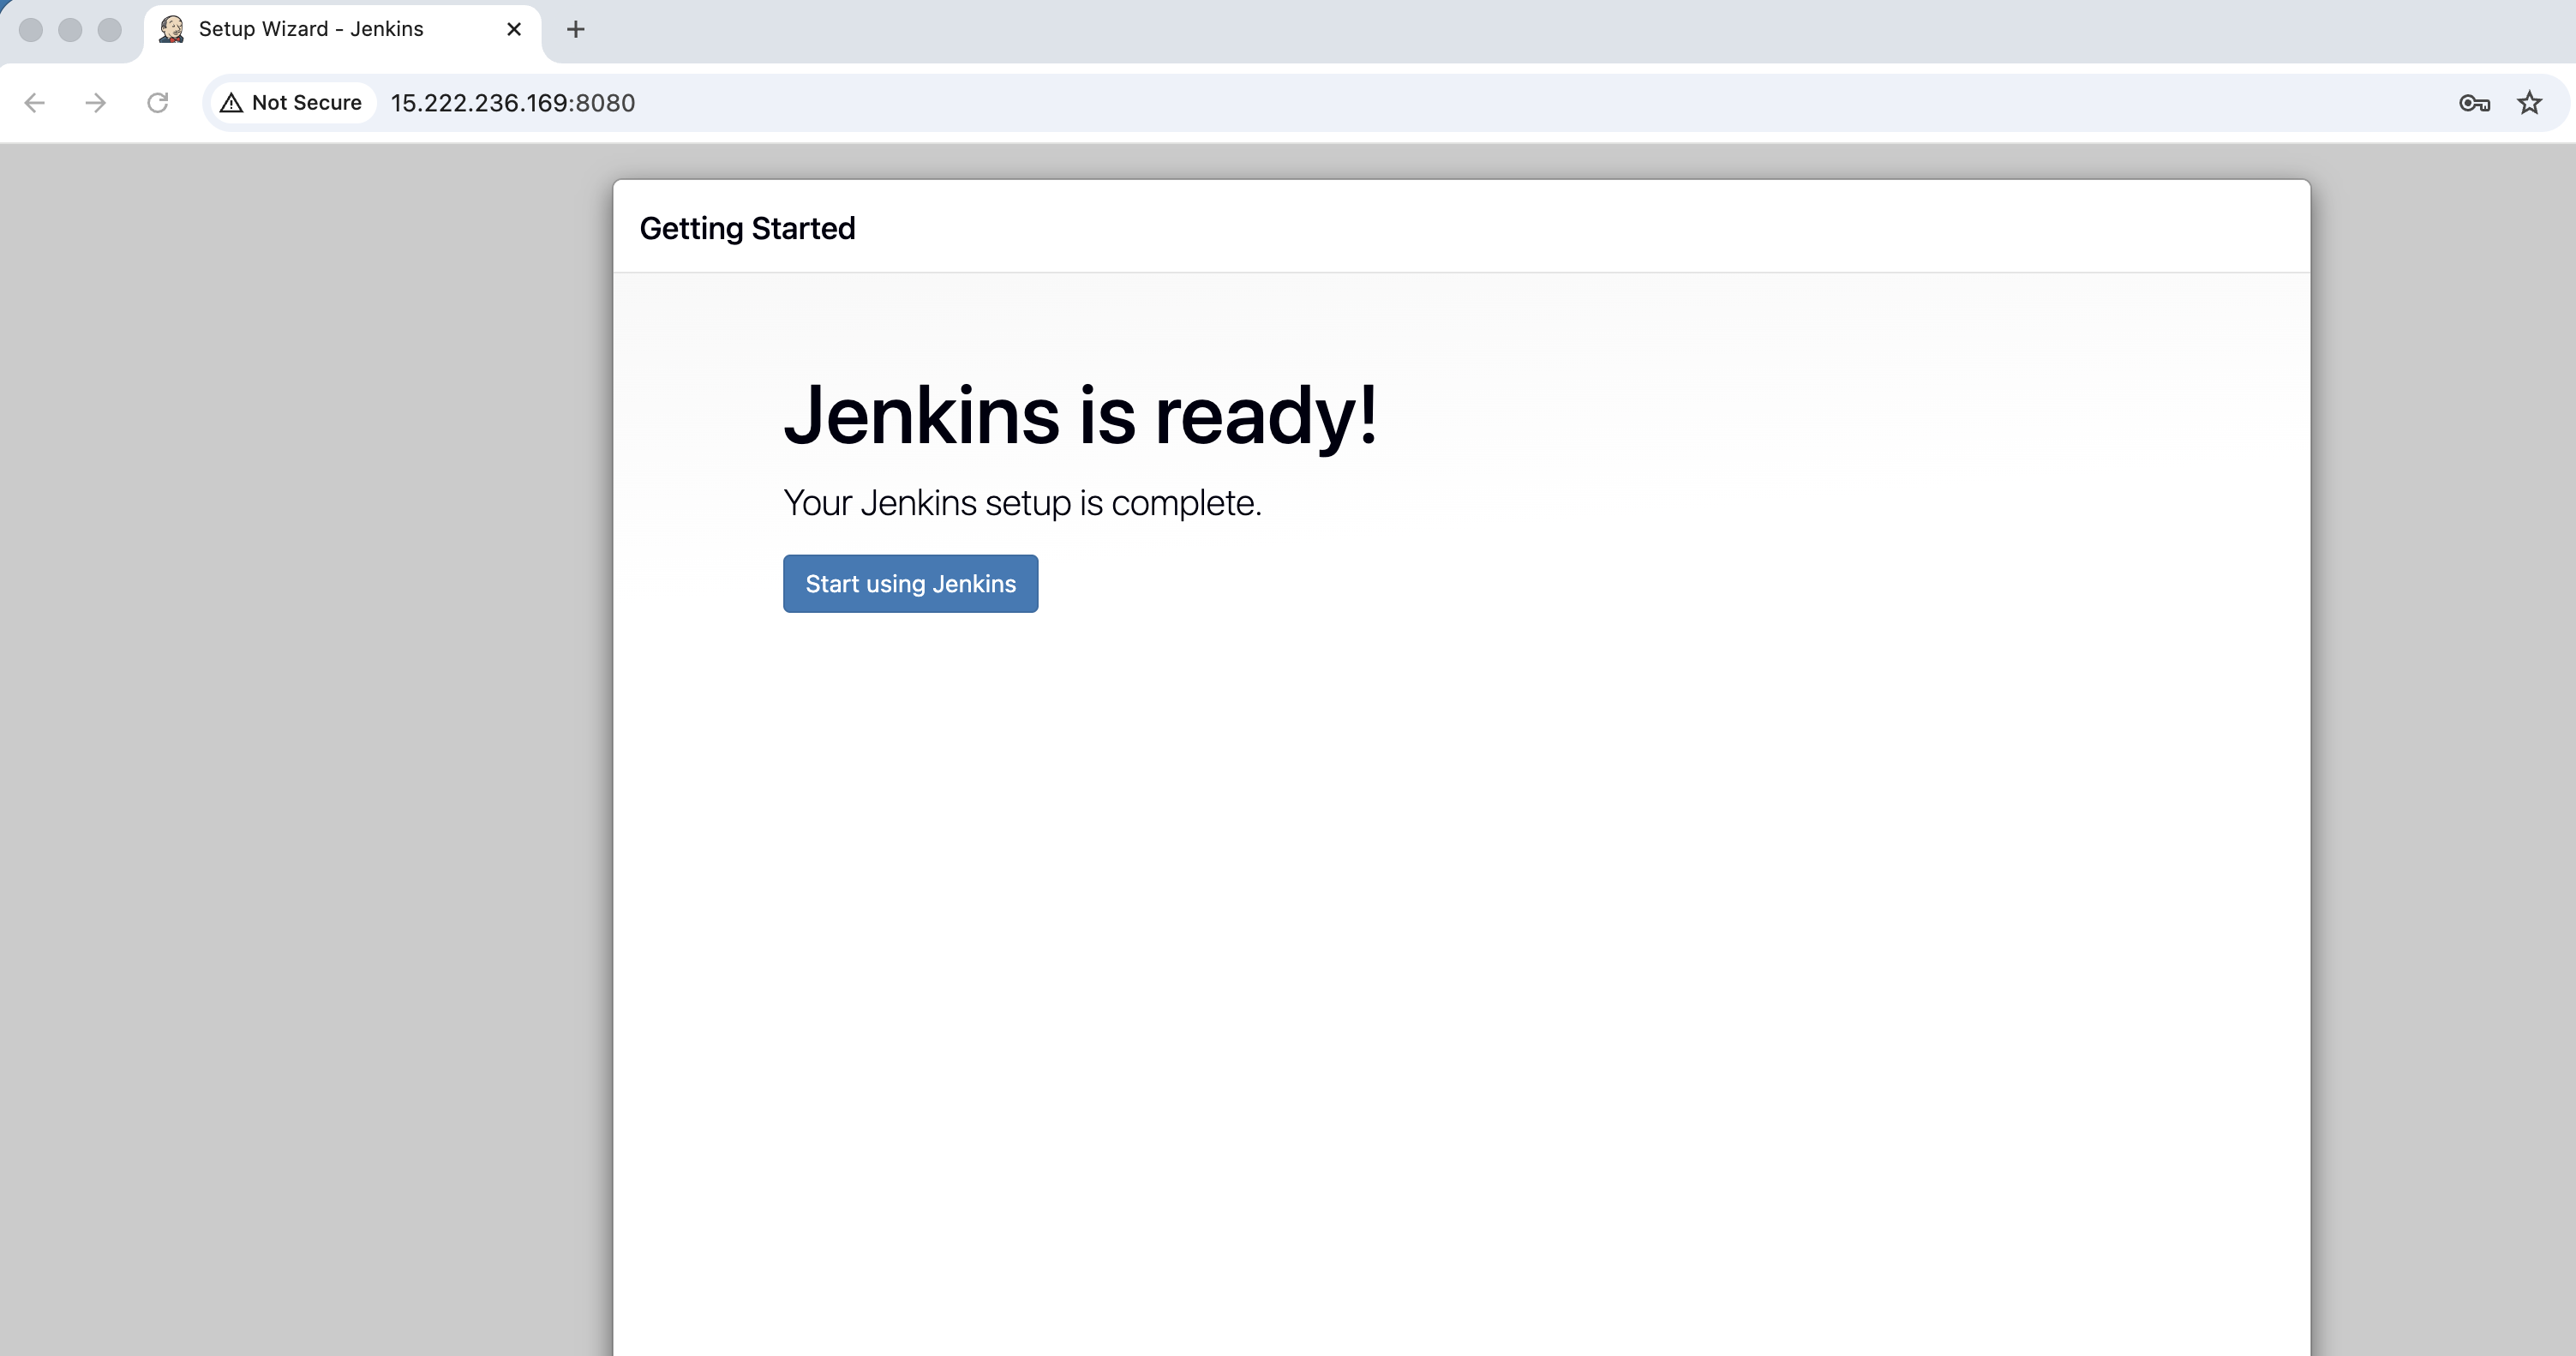 Setup Wizard - Jenkins
Not Secure 15.222.236.169:8080
Getting Started
Jenkins is ready!
Your Jenkins setup is complete.
Start using Jenkins